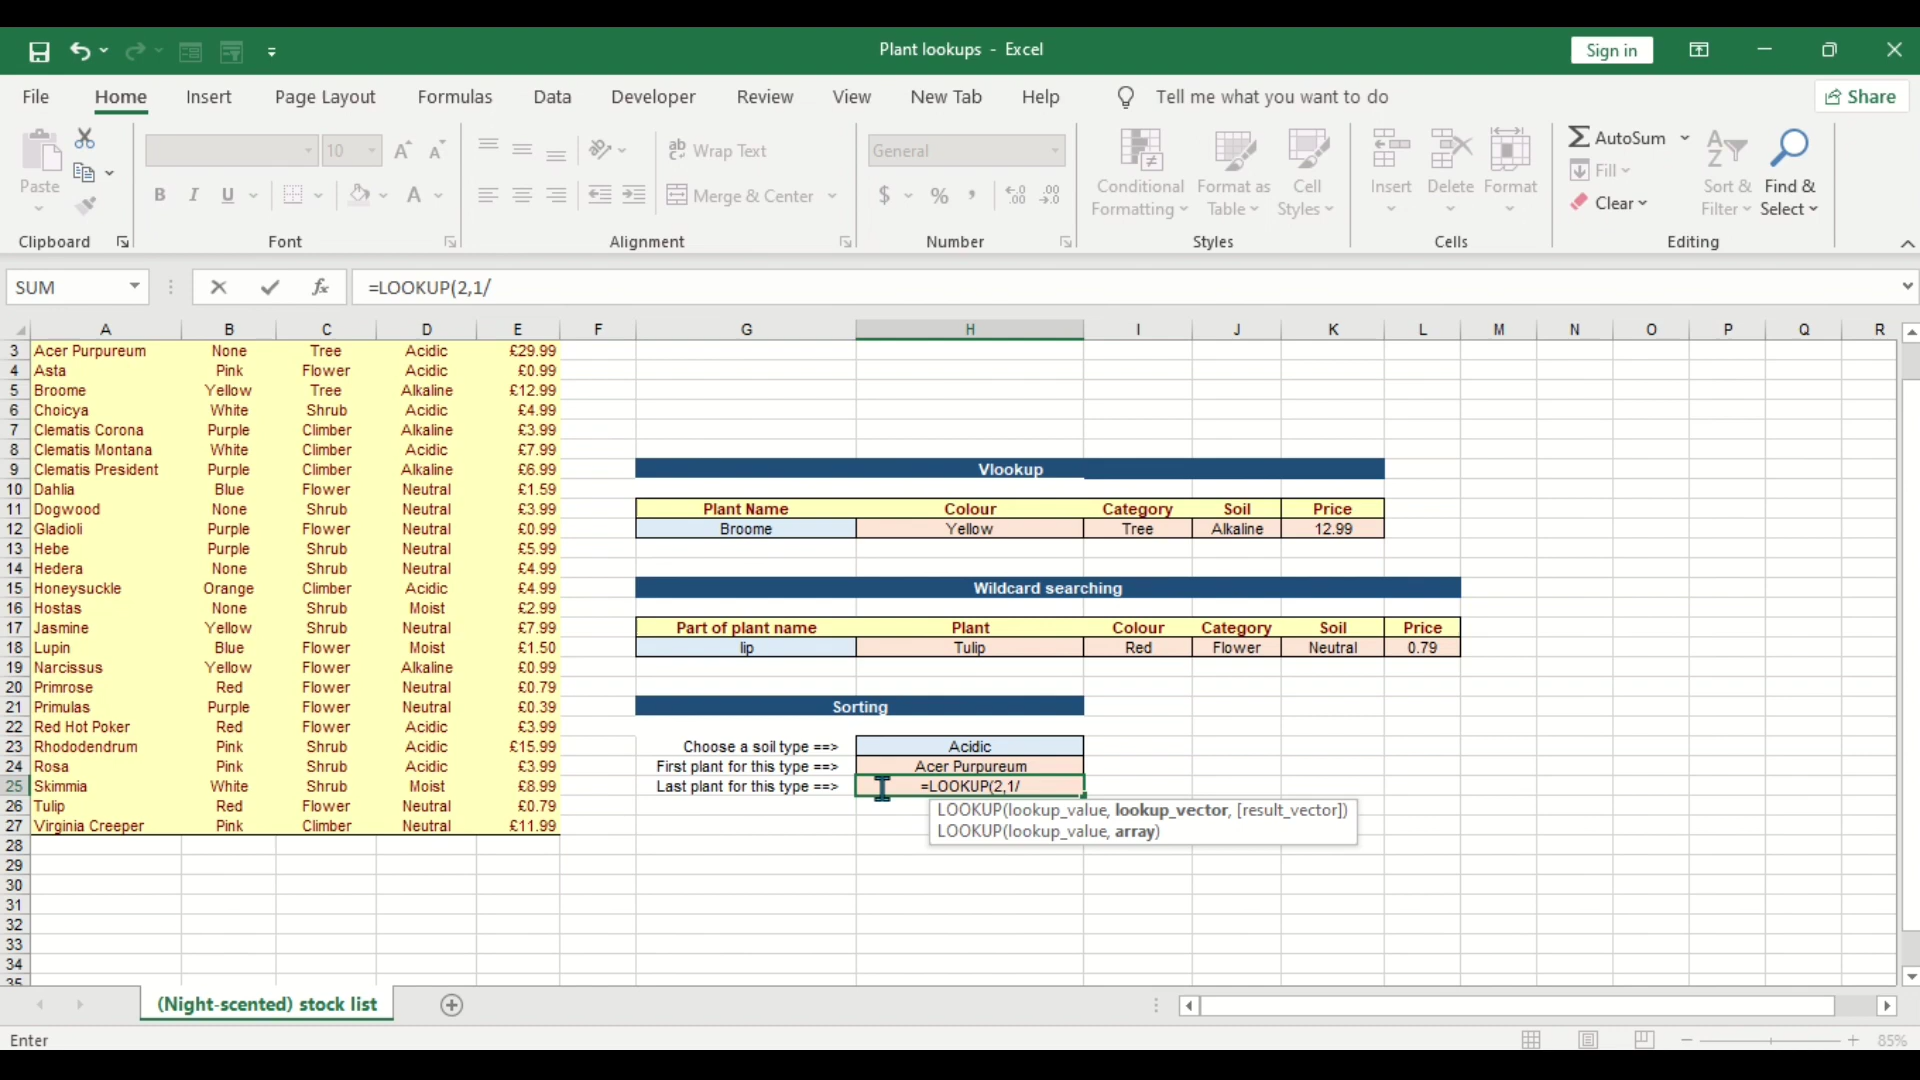 Plant lookups - Excel
Sign in
File Home Insert Page Layout Formulas Data Developer Review View New Tab Help Tell me what you want to do Share
Paste
10 A A
B I U A
ab Wrap Text
Merge & Center
General
$ % , .0 .00 .00 .0
Conditional Formatting
Format as Table
Cell Styles
Insert Delete Format
AutoSum
Fill
Clear
Sort & Filter
Find & Select
Clipboard Font Alignment Number Styles Cells Editing
SUM fx =LOOKUP(2,1/
A B C D E F G H I J K L M N O P Q R
3 Acer Purpureum None Tree Acidic £29.99
4 Asta Pink Flower Acidic £0.99
5 Broome Yellow Tree Alkaline £12.99
6 Choicya White Shrub Acidic £4.99
7 Clematis Corona Purple Climber Alkaline £3.99
8 Clematis Montana White Climber Acidic £7.99
9 Clematis President Purple Climber Alkaline £6.99 Vlookup
10 Dahlia Blue Flower Neutral £1.59
11 Dogwood None Shrub Neutral £3.99 Plant Name Colour Category Soil Price
12 Gladioli Purple Flower Neutral £0.99 Broome Yellow Tree Alkaline 12.99
13 Hebe Purple Shrub Neutral £5.99
14 Hedera None Shrub Neutral £4.99
15 Honeysuckle Orange Climber Acidic £4.99 Wildcard searching
16 Hostas None Shrub Moist £2.99
17 Jasmine Yellow Shrub Neutral £7.99 Part of plant name Plant Colour Category Soil Price
18 Lupin Blue Flower Moist £1.50 lip Tulip Red Flower Neutral 0.79
19 Narcissus Yellow Flower Alkaline £0.99
20 Primrose Red Flower Neutral £0.79
21 Primulas Purple Flower Neutral £0.39 Sorting
22 Red Hot Poker Red Flower Acidic £3.99
23 Rhododendrum Pink Shrub Acidic £15.99 Choose a soil type ==> Acidic
24 Rosa Pink Shrub Acidic £3.99 First plant for this type ==> Acer Purpureum
25 Skimmia White Shrub Moist £8.99 Last plant for this type ==> =LOOKUP(2,1/
26 Tulip Red Flower Neutral £0.79 LOOKUP(lookup_value, lookup_vector, [result_vector])
27 Virginia Creeper Pink Climber Neutral £11.99 LOOKUP(lookup_value, array)
28
29
30
31
32
33
34
35
(Night-scented) stock list
Enter 85%